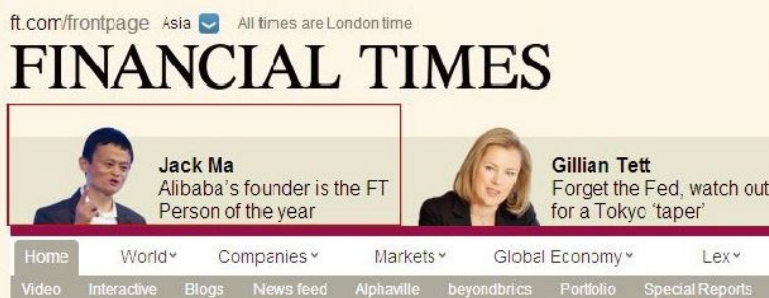 ft.com/frontpage Asia All times are London time
FINANCIAL TIMES
Jack Ma
Alibaba's founder is the FT
Person of the year
Gillian Tett
Forget the Fed, watch out
for a Tokyo 'taper'
Home World Companies Markets Global Economy Lex
Video Interactive Blogs News feed Alphaville beyondbrics Portfolio Special Reports